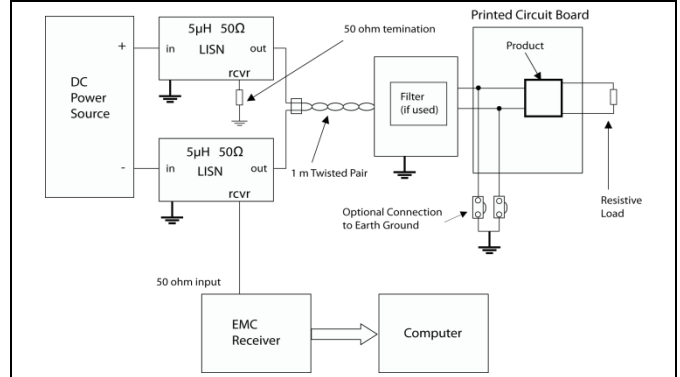 Printed Circuit Board
5μH 50Ω
LISN
in
out
rcvr
50 ohm temination
Product
+
DC
Power
Source
-
Filter
(if used)
5μH 50Ω
LISN
in
out
rcvr
1 m Twisted Pair
Optional Connection
to Earth Ground
Resistive
Load
50 ohm input
EMC
Receiver
Computer